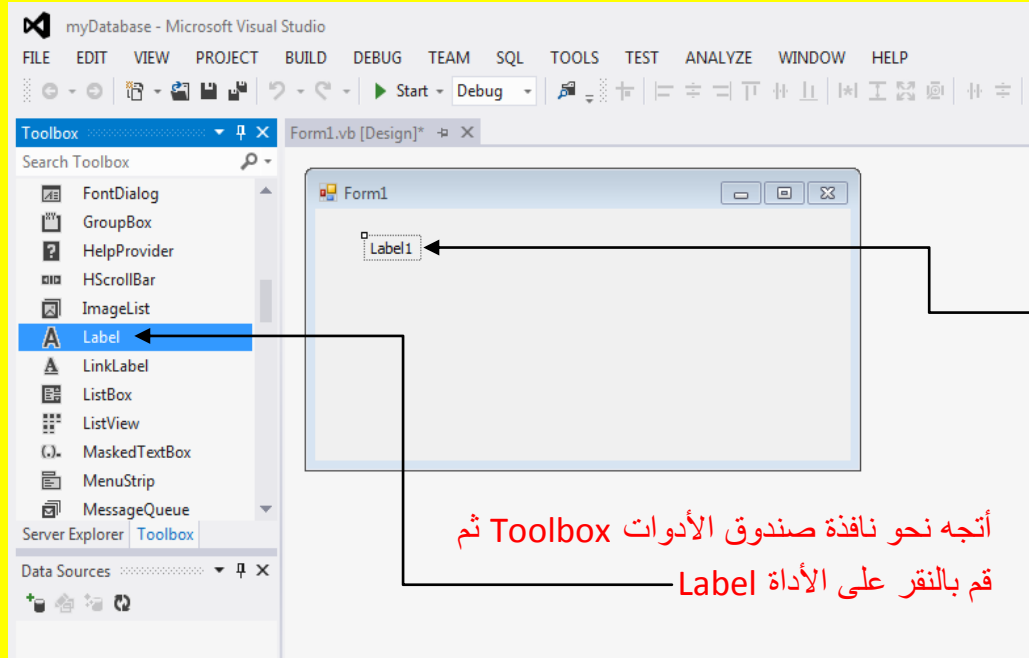 myDatabase - Microsoft Visual Studio
FILE EDIT VIEW PROJECT BUILD DEBUG TEAM SQL TOOLS TEST ANALYZE WINDOW HELP
Start Debug
Toolbox
Form1.vb [Design]*
Search Toolbox
FontDialog
GroupBox
HelpProvider
HScrollBar
ImageList
Label
LinkLabel
ListBox
ListView
MaskedTextBox
MenuStrip
MessageQueue
Server Explorer Toolbox
Data Sources
Form1
Label1
أتجه نحو نافذة صندوق الأدوات Toolbox ثم
قم بالنقر على الأداة Label